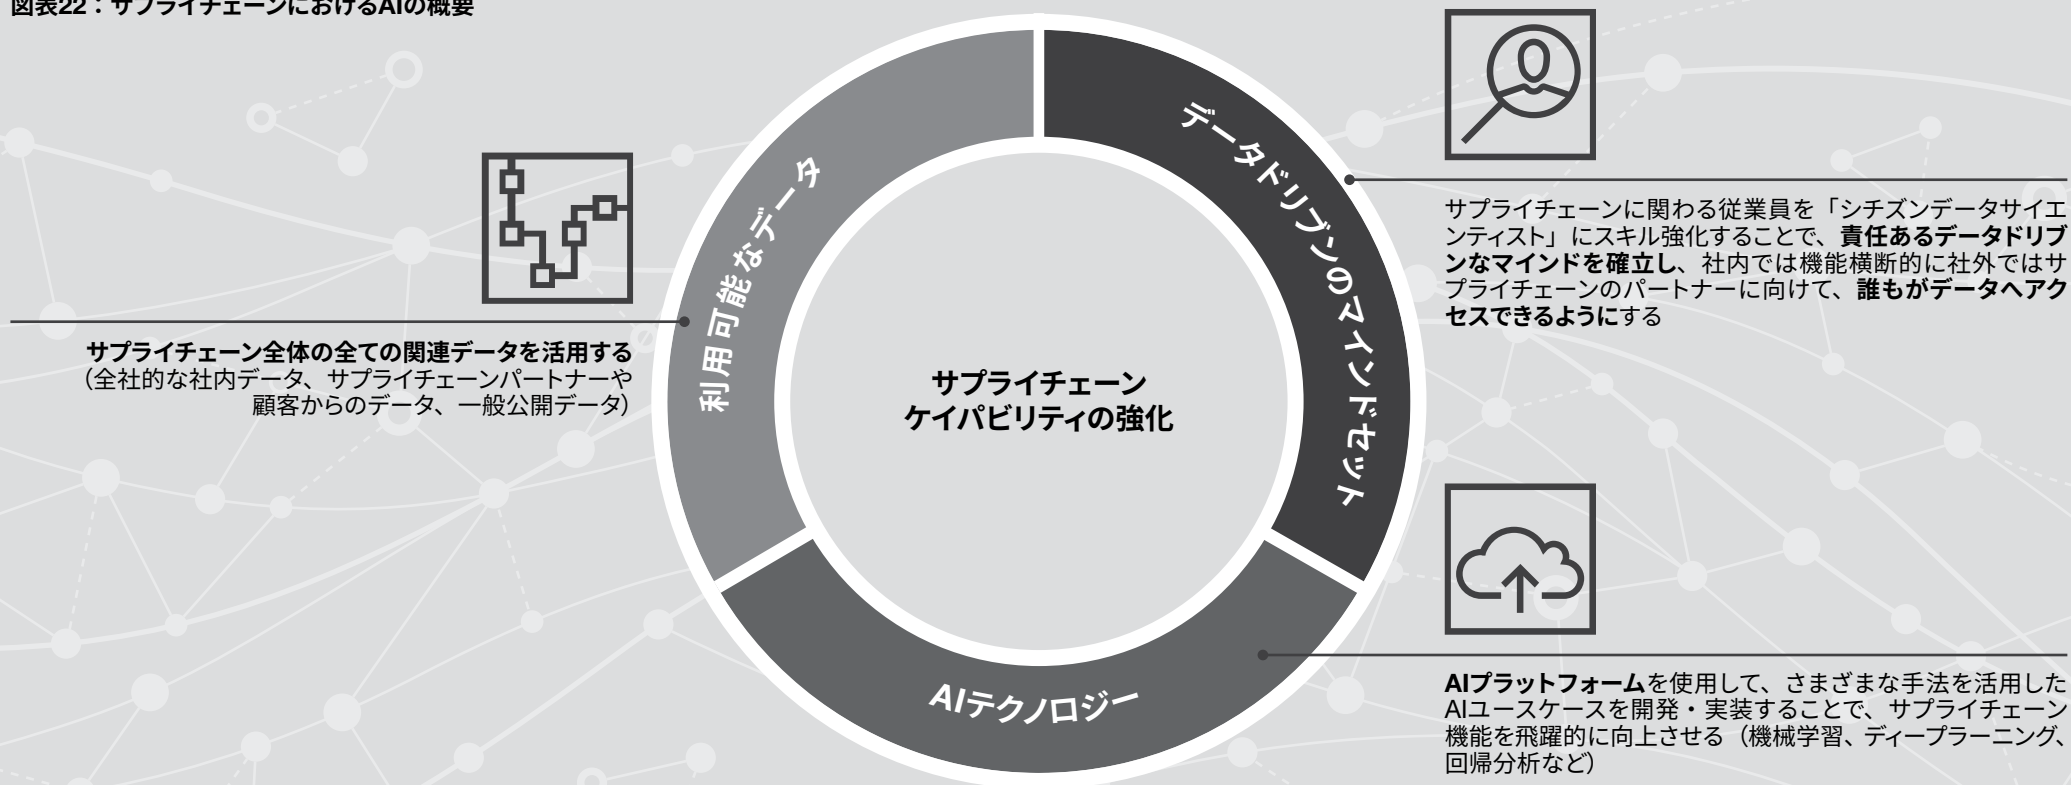 図表22：サプライチェーンにおけるAIの概要
利用可能なデータ
データドリブンのマインドセット
AIテクノロジー
サプライチェーン
ケイパビリティの強化
サプライチェーン全体の全ての関連データを活用する
（全社的な社内データ、サプライチェーンパートナーや
顧客からのデータ、一般公開データ）
サプライチェーンに関わる従業員を「シチズンデータサイエ
ンティスト」にスキル強化することで、責任あるデータドリブ
ンなマインドを確立し、社内では機能横断的に社外ではサ
プライチェーンのパートナーに向けて、誰もがデータへアク
セスできるようにする
AIプラットフォームを使用して、さまざまな手法を活用した
AIユースケースを開発・実装することで、サプライチェーン
機能を飛躍的に向上させる（機械学習、ディープラーニング、
回帰分析など）